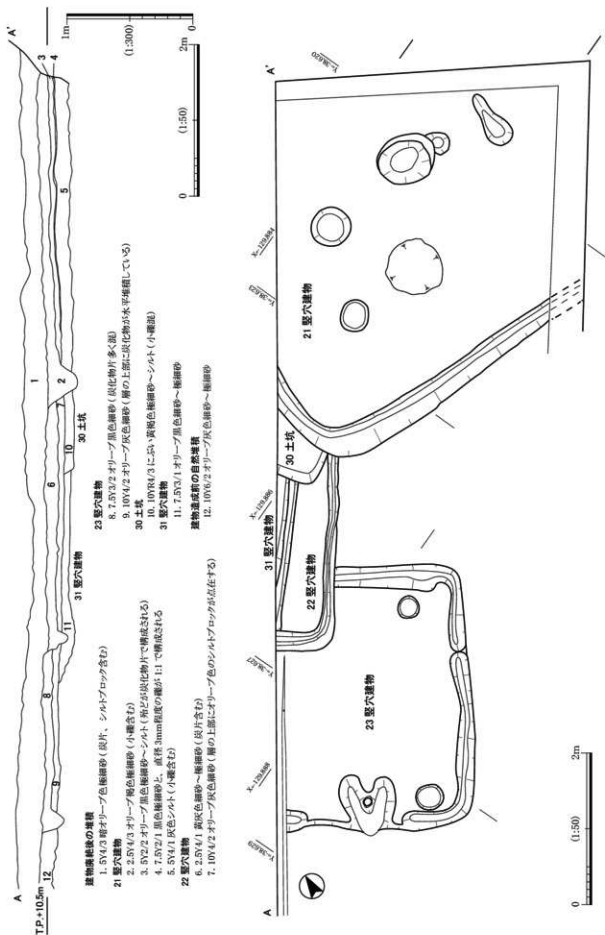 A
A'
T.P.+10.5m
1
2
3
4
5
6
7
8
9
10
11
12
31 竪穴建物
30 土坑
建物廃絶後の堆積
1. 5Y4/3 暗オリーブ色極細砂 ( 炭片、シルトブロック含む)
21 竪穴建物
2. 2.5Y4/3 オリーブ褐色極細砂 ( 小礫含む)
3. 5Y2/2 オリーブ黒色極細砂～シルト ( 殆どが炭化物片で構成される)
4. 7.5Y2/1 黒色極細砂と、直径 3mm程度の礫が 1:1 で構成される
5. 5Y4/1 灰色シルト ( 小礫含む)
22 竪穴建物
6. 2.5Y4/1 黄灰色細砂～極細砂 ( 炭片含む)
7. 10Y4/2 オリーブ灰色細砂 ( 層の上部にオリーブ色のシルトブロックが点在する)
23 竪穴建物
8. 7.5Y3/2 オリーブ黒色細砂 ( 炭化物片多く混)
9. 10Y4/2 オリーブ灰色細砂 ( 層の上部に炭化物が水平堆積している)
30 土坑
10. 10YR4/3 にぶい黄褐色極細砂～シルト ( 小礫混)
31 竪穴建物
11. 7.5Y3/1 オリーブ黒色細砂～極細砂
建物造成前の自然堆積
12. 10Y6/2 オリーブ灰色細砂～極細砂
0
1m
(1:300)
0
2m
(1:50)
A
A'
Y=-38,629
X=-129,888
Y=-38,627
X=-129,886
Y=-38,623
X=-129,884
Y=-38,620
31 竪穴建物
30 土坑
22 竪穴建物
21 竪穴建物
23 竪穴建物
0
(1:50)
2m